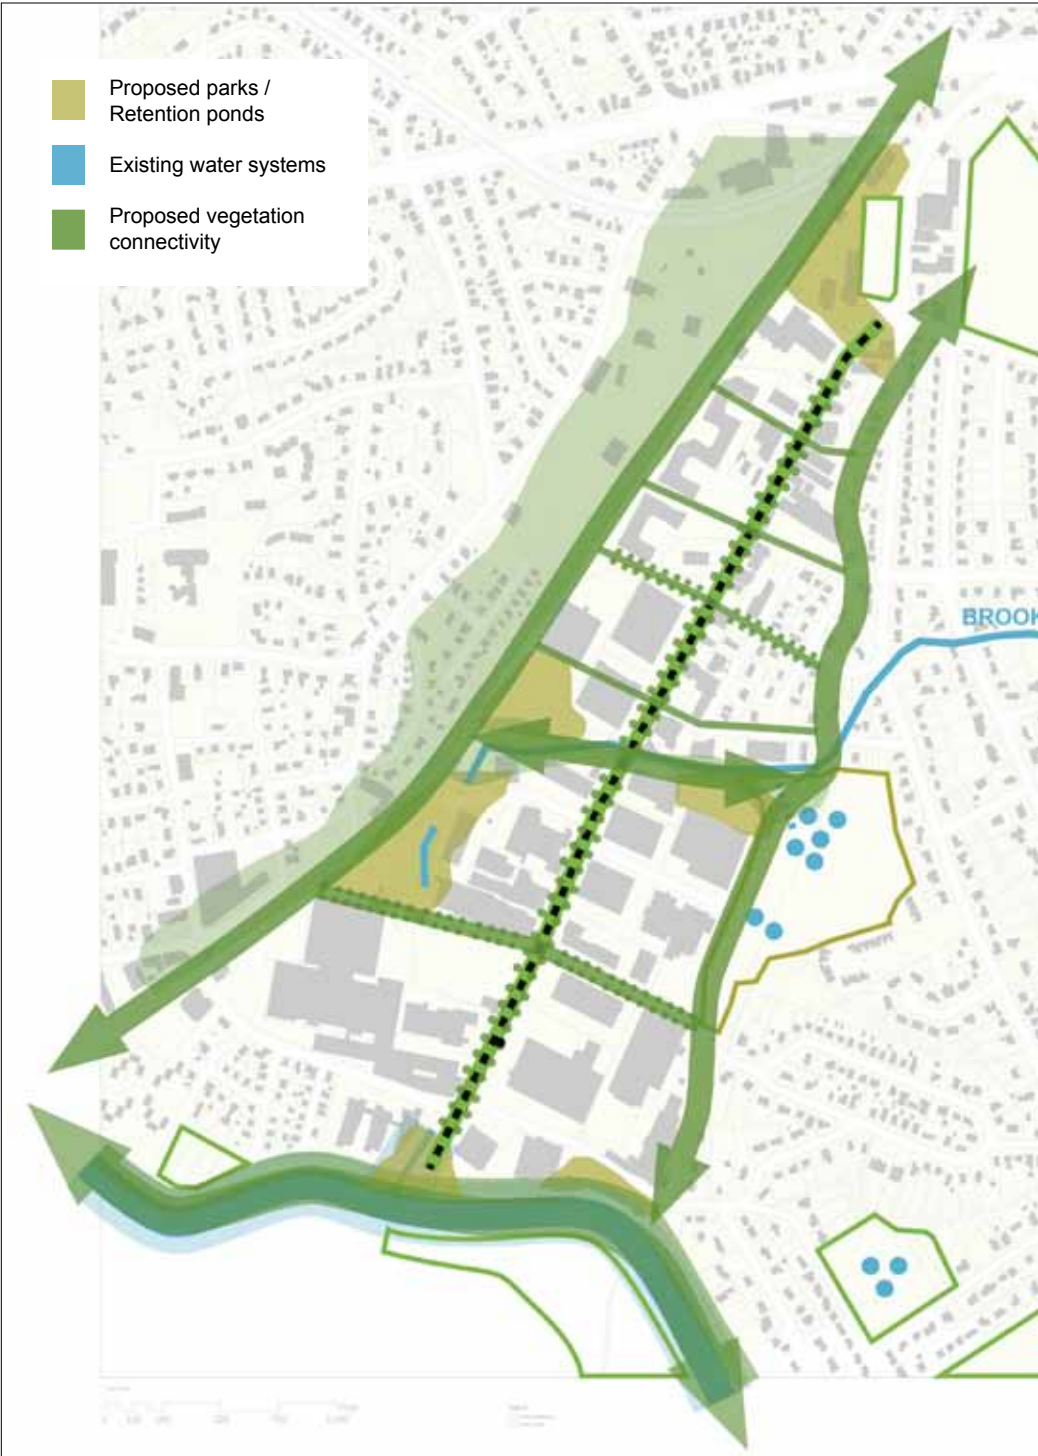 Proposed parks /
Retention ponds
Existing water systems
Proposed vegetation
connectivity
BROOK